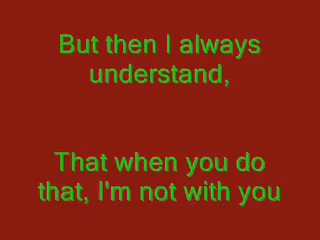 But then I always
understand,
That when you do
that, I'm not with you